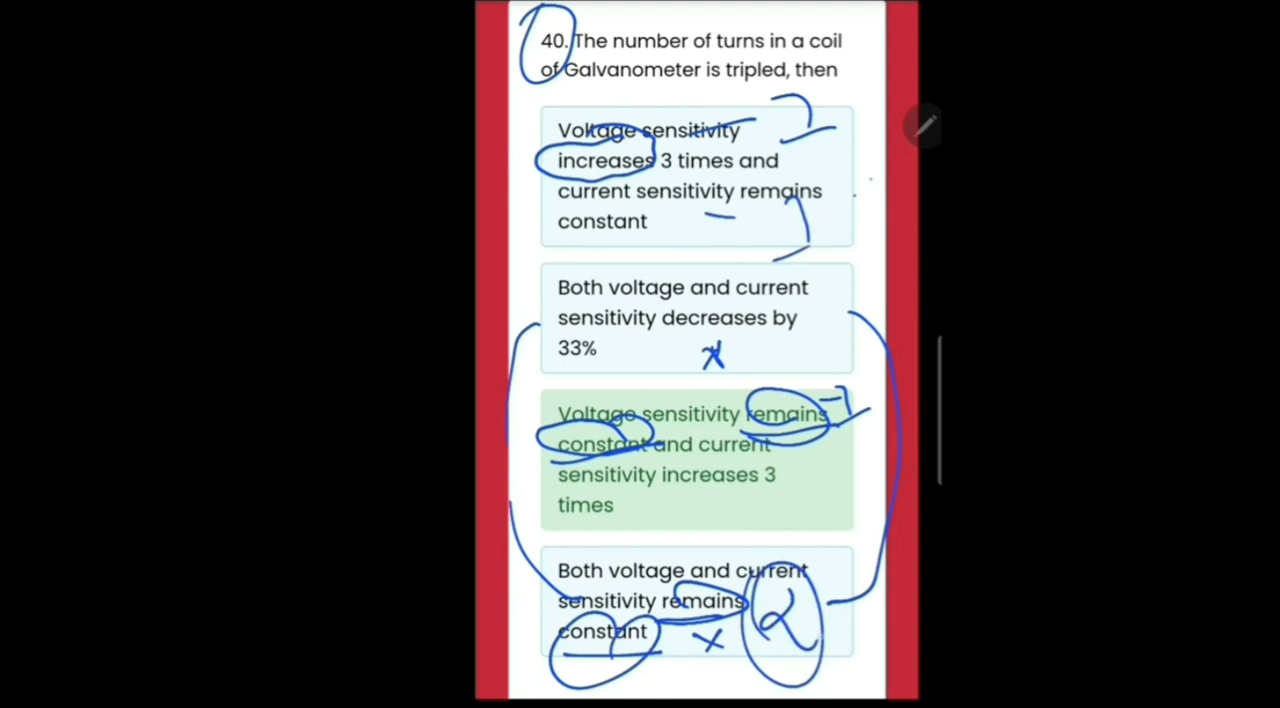 40. The number of turns in a coil
of Galvanometer is tripled, then
Voltage sensitivity
increases 3 times and
current sensitivity remains
constant
Both voltage and current
sensitivity decreases by
33%
Voltage sensitivity remains
constant and current
sensitivity increases 3
times
Both voltage and current
sensitivity remains
constant